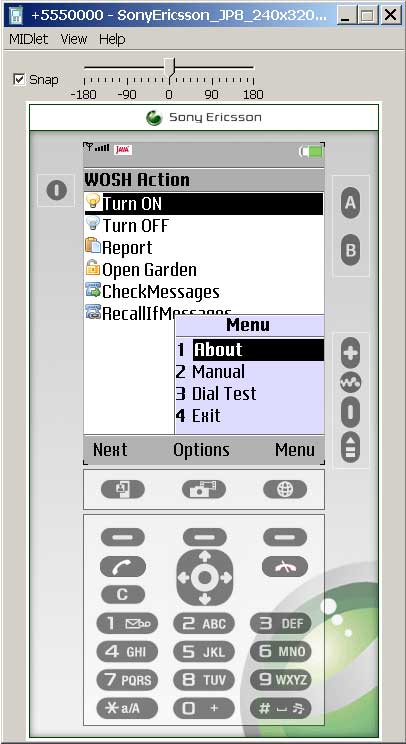 +5550000 - SonyEricsson_JP8_240x320...
MIDlet View Help
Snap
-180 -90 0 90 180
Sony Ericsson
JAVA
WOSH Action
Turn ON
Turn OFF
Report
Open Garden
CheckMessages
RecallIfMessages
Menu
1 About
2 Manual
3 Dial Test
4 Exit
Next Options Menu
A
B
C
1 2 ABC 3 DEF
4 GHI 5 JKL 6 MNO
7 PQRS 8 TUV 9 WXYZ
* a/A 0 + #